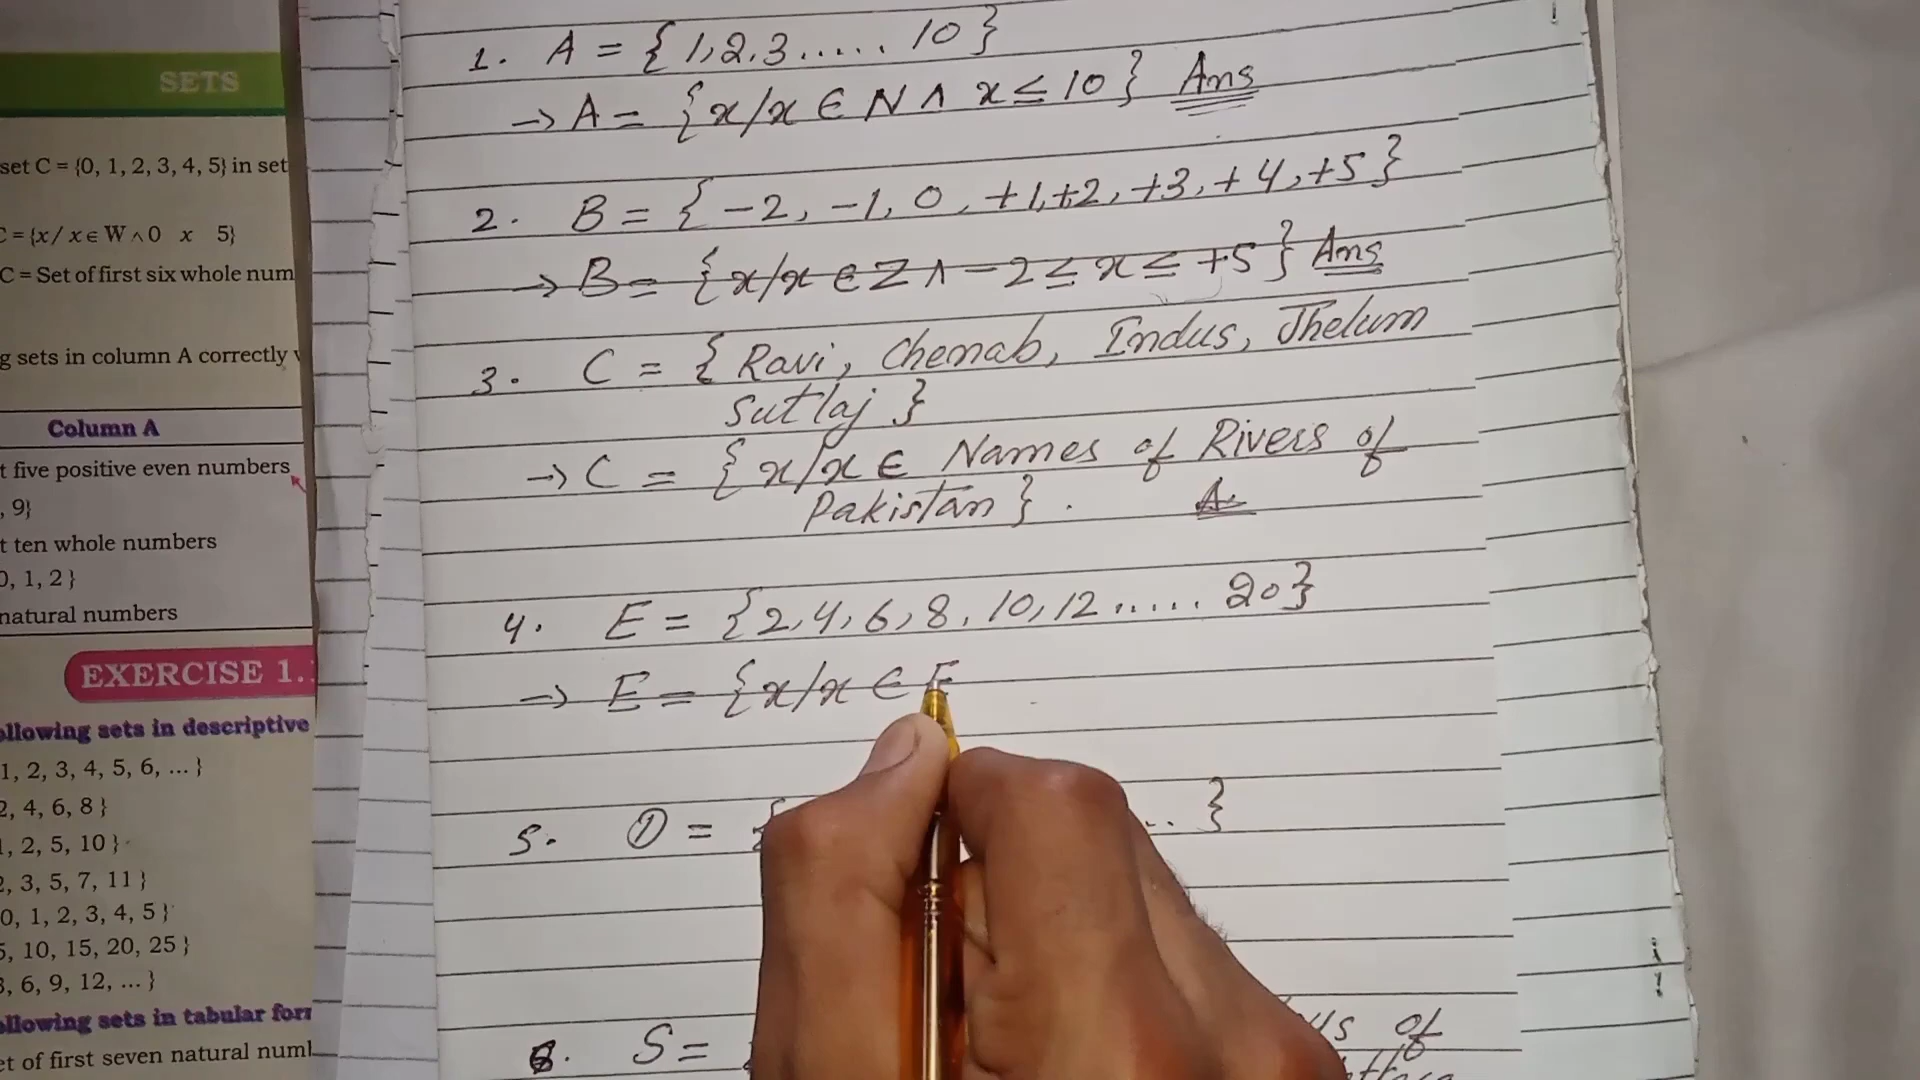 SETS
set C = {0, 1, 2, 3, 4, 5} in set
C = {x/x∈W∧0 x 5}
C = Set of first six whole num
g sets in column A correctly
Column A
t five positive even numbers
, 9}
t ten whole numbers
0, 1, 2}
natural numbers
EXERCISE 1.
ollowing sets in descriptive
1, 2, 3, 4, 5, 6, ... }
2, 4, 6, 8 }
1, 2, 5, 10 }
2, 3, 5, 7, 11 }
0, 1, 2, 3, 4, 5 }
5, 10, 15, 20, 25 }
3, 6, 9, 12, ... }
ollowing sets in tabular for
et of first seven natural num
1. A = {1,2,3..... 10}
→ A = {x/x ∈ N ∧ x ≤ 10} Ans
2. B = {-2, -1, 0, +1,+2, +3, +4,+5}
→ B = {x/x ∈ Z ∧ -2 ≤ x ≤ +5} Ans
3. C = {Ravi, Chenab, Indus, Jhelum
Sutlaj}
→ C = {x/x ∈ Names of Rivers of
Pakistan}.
4. E = {2,4,6,8,10,12..... 20}
→ E = {x/x ∈ E
5. O = { ... }
6. S =
of